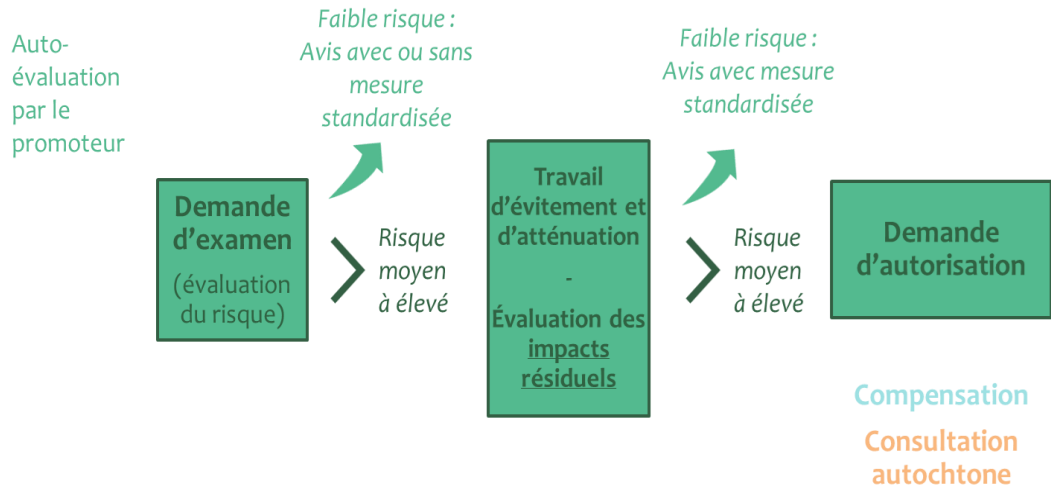 Auto-
évaluation
par le
promoteur
Faible risque :
Avis avec ou sans
mesure
standardisée
Faible risque :
Avis avec mesure
standardisée
Demande
d'examen
(évaluation
du risque)
Risque
moyen
à élevé
Travail
d'évitement et
d'atténuation
-
Évaluation des
impacts
résiduels
Risque
moyen
à élevé
Demande
d'autorisation
Compensation
Consultation
autochtone